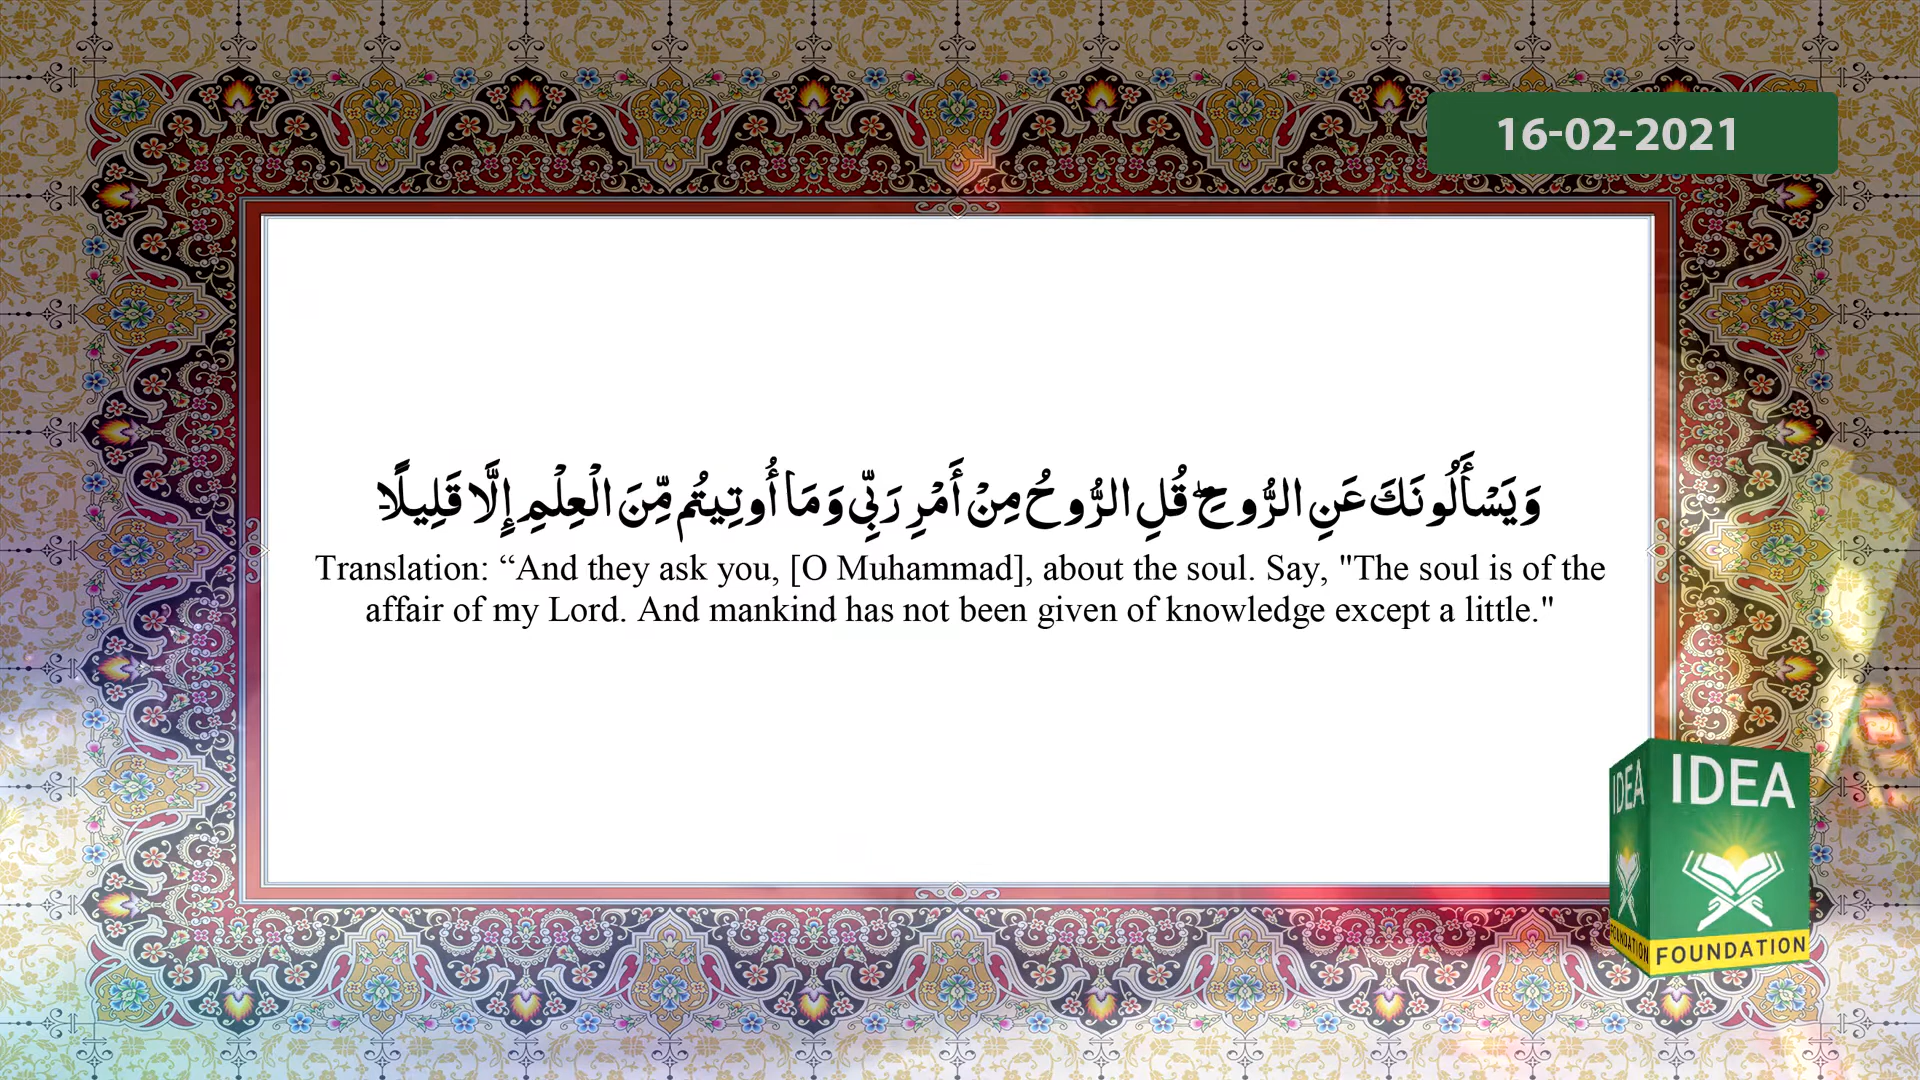 16-02-2021
وَيَسْأَلُونَكَ عَنِ الرُّوحِ ۖ قُلِ الرُّوحُ مِنْ أَمْرِ رَبِّي وَمَا أُوتِيتُم مِّنَ الْعِلْمِ إِلَّا قَلِيلًا
Translation: “And they ask you, [O Muhammad], about the soul. Say, "The soul is of the
affair of my Lord. And mankind has not been given of knowledge except a little."
IDEA
IDEA
FOUNDATION
FOUNDATION